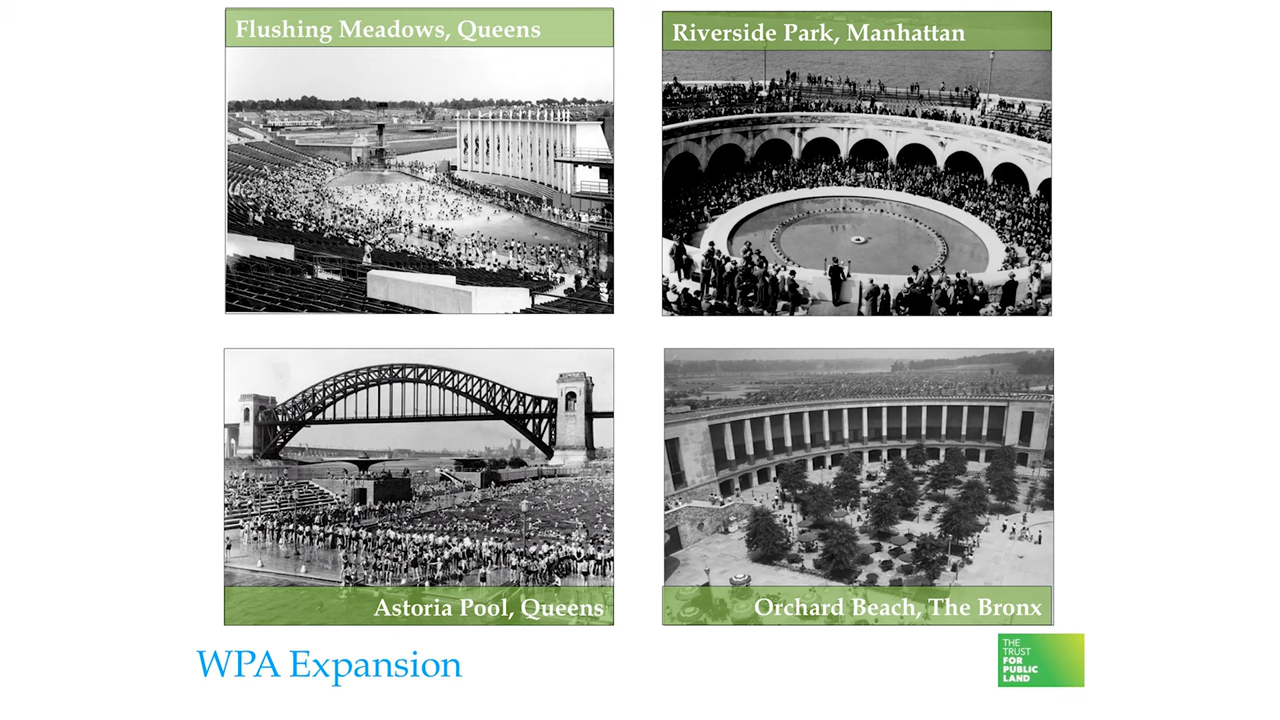 Flushing Meadows, Queens
Riverside Park, Manhattan
Astoria Pool, Queens
Orchard Beach, The Bronx
WPA Expansion
THE
TRUST
FOR
PUBLIC
LAND